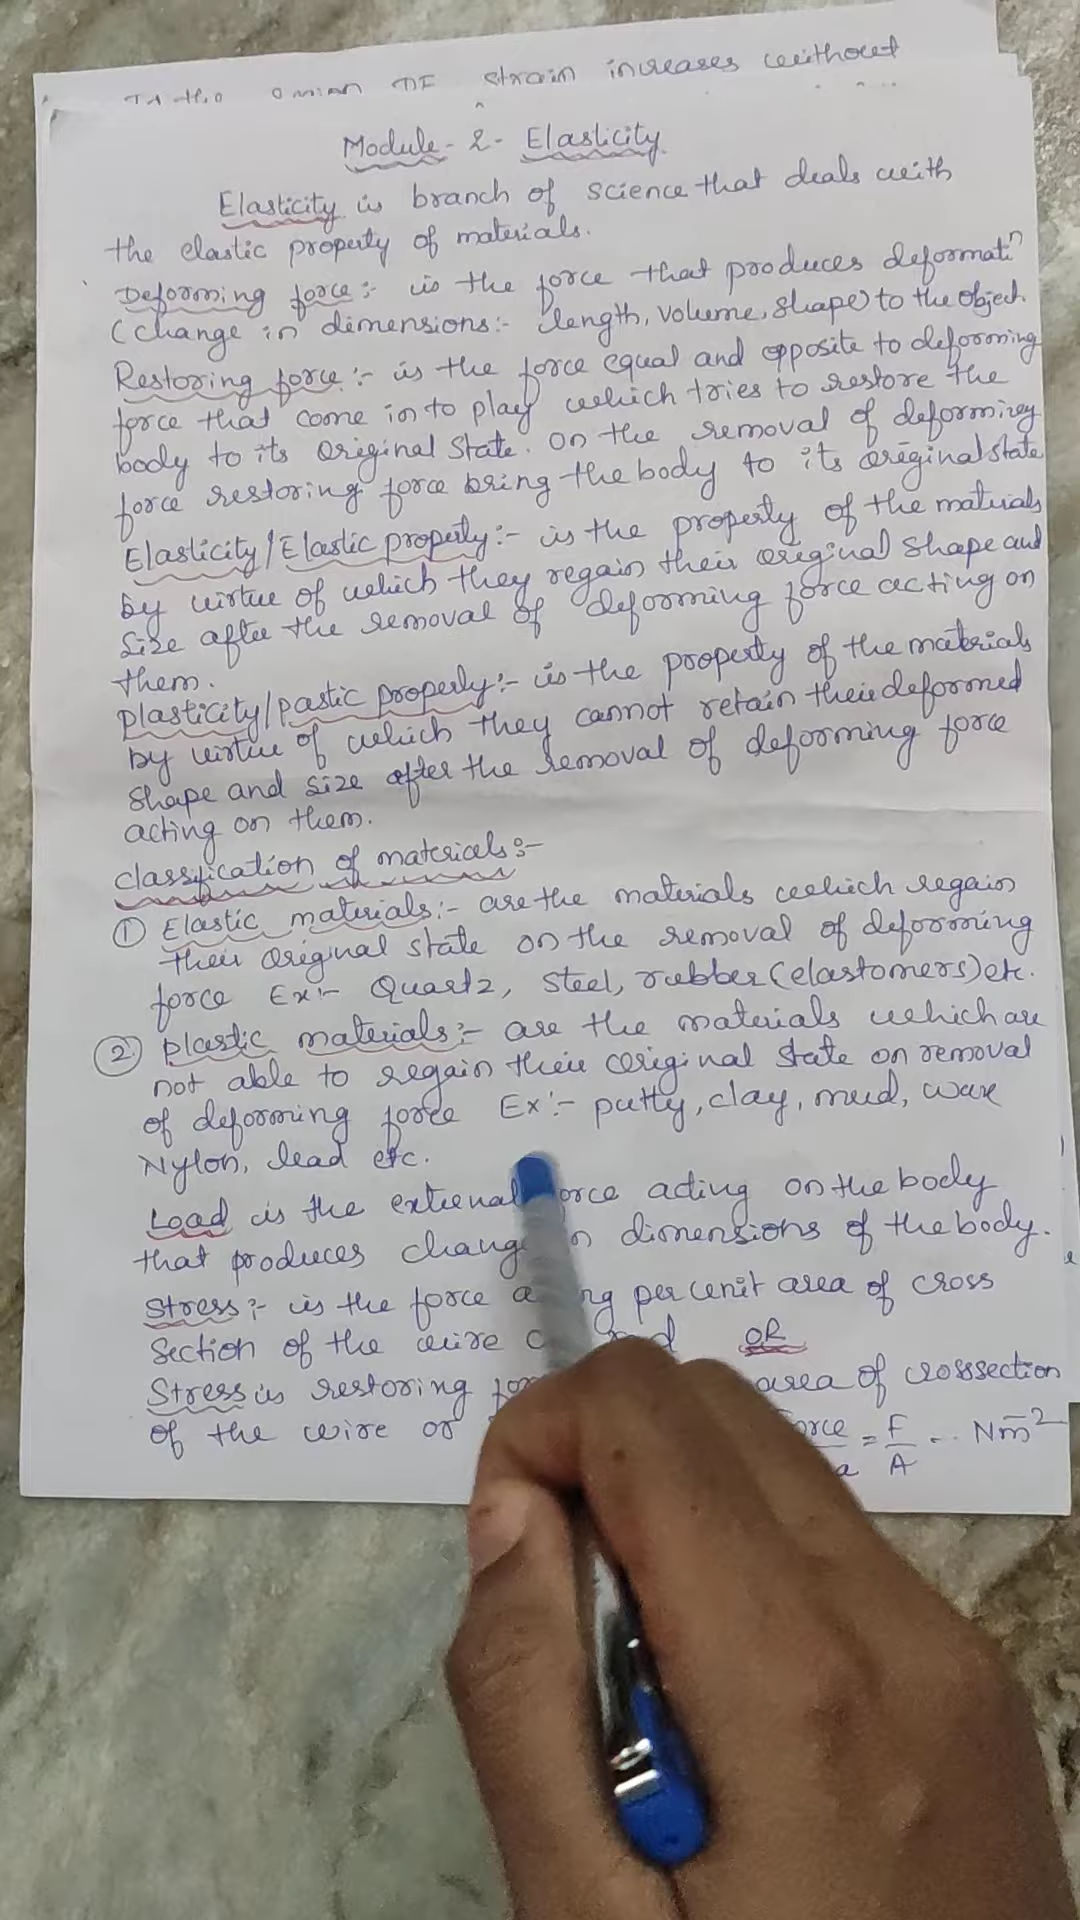 strain increases without
Module - 2 - Elasticity
Elasticity is branch of science that deals with
the elastic property of materials.
Deforming force:- is the force that produces deformatiⁿ
(change in dimensions:- length, volume, shape) to the object.
Restoring force:- is the force equal and opposite to deforming
force that come in to play which tries to restore the
body to its original state. On the removal of deforming
force restoring force bring the body to its original state
Elasticity/Elastic property:- is the property of the materials
by virtue of which they regain their original shape and
size after the removal of deforming force acting on
them.
plasticity/pastic property:- is the property of the materials
by virtue of which they cannot retain their deformed
shape and size after the removal of deforming force
acting on them.
classification of materials:-
① Elastic materials:- are the materials which regain
their original state on the removal of deforming
force Ex:- Quartz, Steel, rubber (elastomers) etc.
② plastic materials:- are the materials which are
not able to regain their original state on removal
of deforming force Ex:- putty, clay, mud, wax
Nylon, lead etc.
Load is the external force acting on the body
that produces change in dimensions of the body.
Stress:- is the force acting per unit area of cross
section of the wire OR
Stress is restoring area of crosssection
of the wire or = F/A -.. Nm⁻²